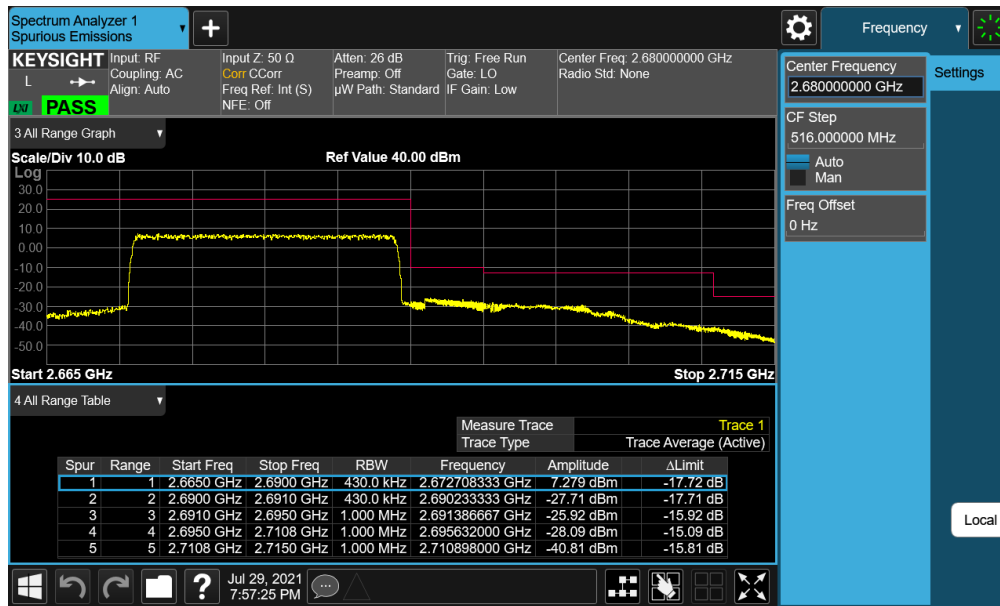 Spectrum Analyzer 1
Spurious Emissions
Frequency
KEYSIGHT
L
LXI
PASS
Input: RF
Coupling: AC
Align: Auto
Input Z: 50 Ω
Corr CCorr
Freq Ref: Int (S)
NFE: Off
Atten: 26 dB
Preamp: Off
µW Path: Standard
Trig: Free Run
Gate: LO
IF Gain: Low
Center Freq: 2.680000000 GHz
Radio Std: None
Center Frequency
2.680000000 GHz
Settings
CF Step
516.000000 MHz
Auto
Man
Freq Offset
0 Hz
3 All Range Graph
Scale/Div 10.0 dB
Ref Value 40.00 dBm
Log
30.0
20.0
10.0
0.00
-10.0
-20.0
-30.0
-40.0
-50.0
Start 2.665 GHz
Stop 2.715 GHz
4 All Range Table
Measure Trace Trace 1
Trace Type Trace Average (Active)
Spur Range Start Freq Stop Freq RBW Frequency Amplitude ΔLimit
1 1 2.6650 GHz 2.6900 GHz 430.0 kHz 2.672708333 GHz 7.279 dBm -17.72 dB
2 2 2.6900 GHz 2.6910 GHz 430.0 kHz 2.690233333 GHz -27.71 dBm -17.71 dB
3 3 2.6910 GHz 2.6950 GHz 1.000 MHz 2.691386667 GHz -25.92 dBm -15.92 dB
4 4 2.6950 GHz 2.7108 GHz 1.000 MHz 2.695632000 GHz -28.09 dBm -15.09 dB
5 5 2.7108 GHz 2.7150 GHz 1.000 MHz 2.710898000 GHz -40.81 dBm -15.81 dB
Local
?
Jul 29, 2021
7:57:25 PM